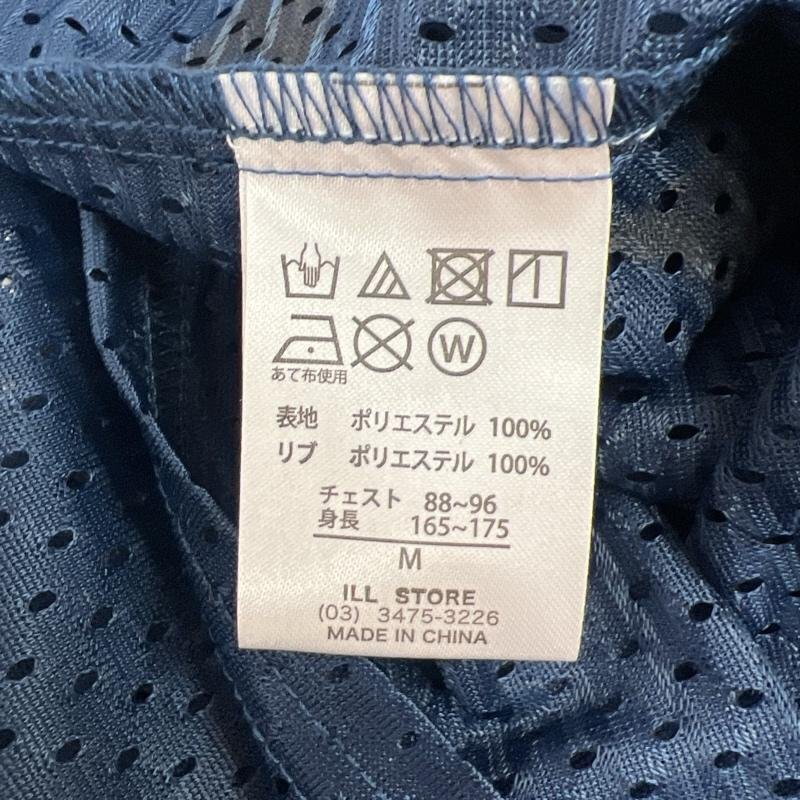 W
あて布使用
表地 ポリエステル 100%
リブ ポリエステル 100%
チェスト 88~96
身長 165~175
M
ILL STORE
(03) 3475-3226
MADE IN CHINA